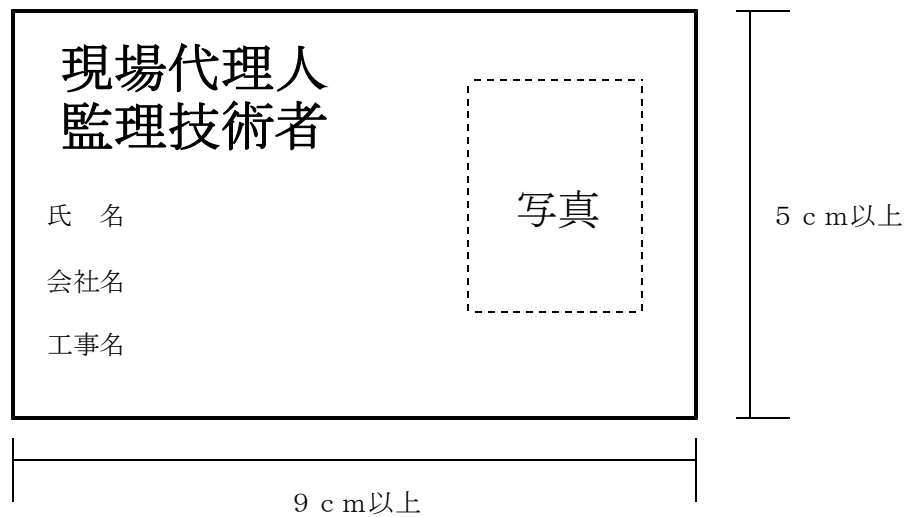 現場代理人
監理技術者
写真
氏　名
会社名
工事名
５ｃｍ以上
９ｃｍ以上